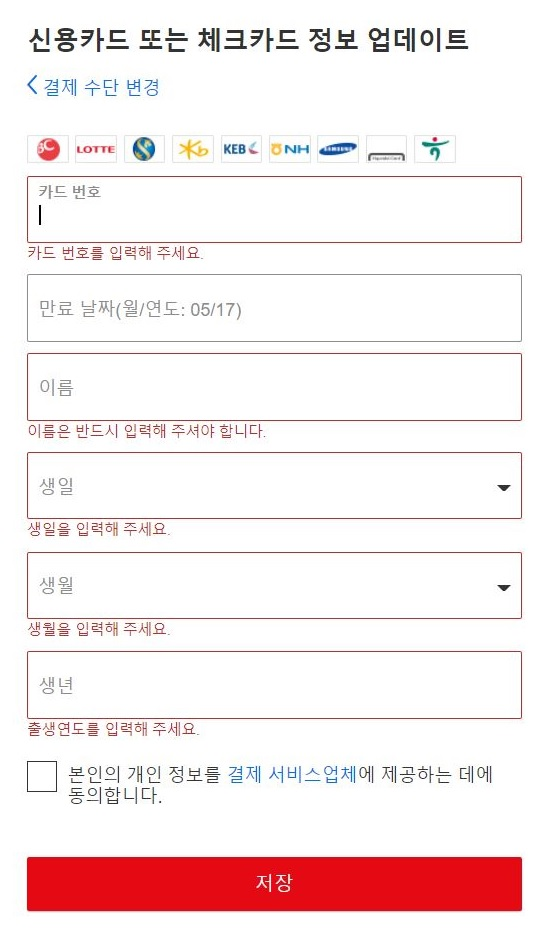 신용카드 또는 체크카드 정보 업데이트
결제 수단 변경
BC LOTTE KEB NH SAMSUNG
카드 번호
카드 번호를 입력해 주세요.
만료 날짜(월/연도: 05/17)
이름
이름은 반드시 입력해 주셔야 합니다.
생일
생일을 입력해 주세요.
생월
생월을 입력해 주세요.
생년
출생연도를 입력해 주세요.
본인의 개인 정보를 결제 서비스업체에 제공하는 데에
동의합니다.
저장